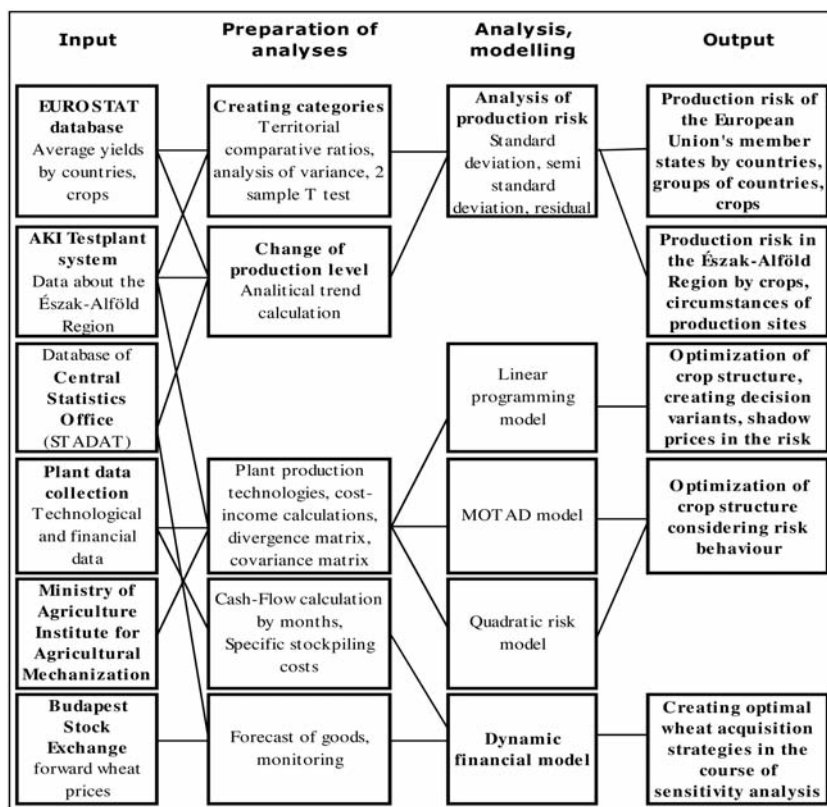 Input
Preparation of
analyses
Analysis,
modelling
Output
EUROSTAT
database
Average yields
by countries,
crops
AKI Testplant
system
Data about the
Észak-Alföld
Region
Database of
Central
Statistics
Office
(STADAT)
Plant data
collection
Technological
and financial
data
Ministry of
Agriculture
Institute for
Agricultural
Mechanization
Budapest
Stock
Exchange
forward wheat
prices
Creating categories
Territorial
comparative ratios,
analysis of variance, 2
sample T test
Change of
production level
Analitical trend
calculation
Plant production
technologies, cost-
income calculations,
divergence matrix,
covariance matrix
Cash-Flow calculation
by months,
Specific stockpiling
costs
Forecast of goods,
monitoring
Analysis of
production risk
Standard
deviation, semi
standard
deviation, residual
Linear
programming
model
MOTAD model
Quadratic risk
model
Dynamic
financial model
Production risk of
the European
Union's member
states by countries,
groups of countries,
crops
Production risk in
the Észak-Alföld
Region by crops,
circumstances of
production sites
Optimization of
crop structure,
creating decision
variants, shadow
prices in the risk
Optimization of
crop structure
considering risk
behaviour
Creating optimal
wheat acquisition
strategies in the
course of
sensitivity analysis